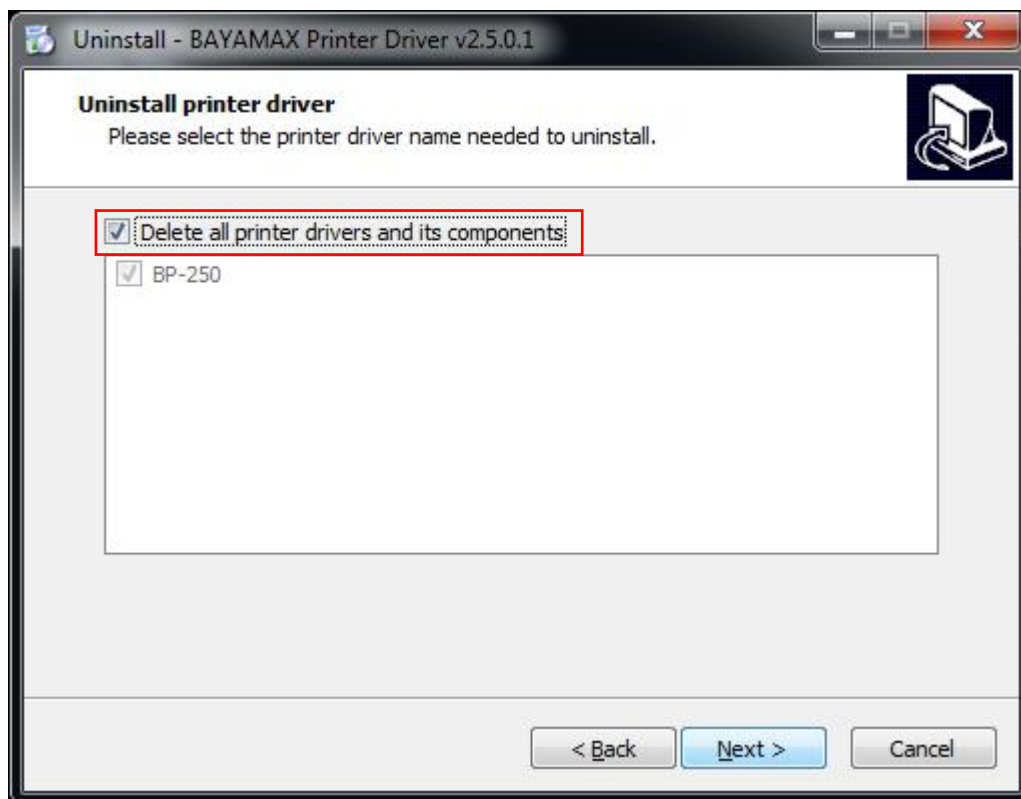 Uninstall - BAYAMAX Printer Driver v2.5.0.1
Uninstall printer driver
Please select the printer driver name needed to uninstall.
Delete all printer drivers and its components
BP-250
< Back
Next >
Cancel